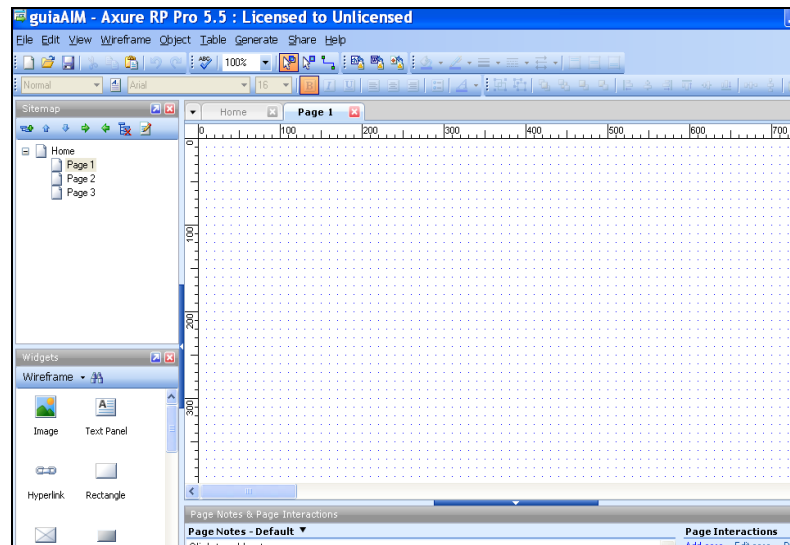 guiaAIM - Axure RP Pro 5.5 : Licensed to Unlicensed
File Edit View Wireframe Object Table Generate Share Help
ABC 100%
Normal Arial 16 B I U
Sitemap
Home Page 1
0 100 200 300 400 500 600 700
Home
Page 1
Page 2
Page 3
0
100
200
300
Widgets
Wireframe
Image Text Panel
Hyperlink Rectangle
Page Notes & Page Interactions
Page Notes - Default Page Interactions